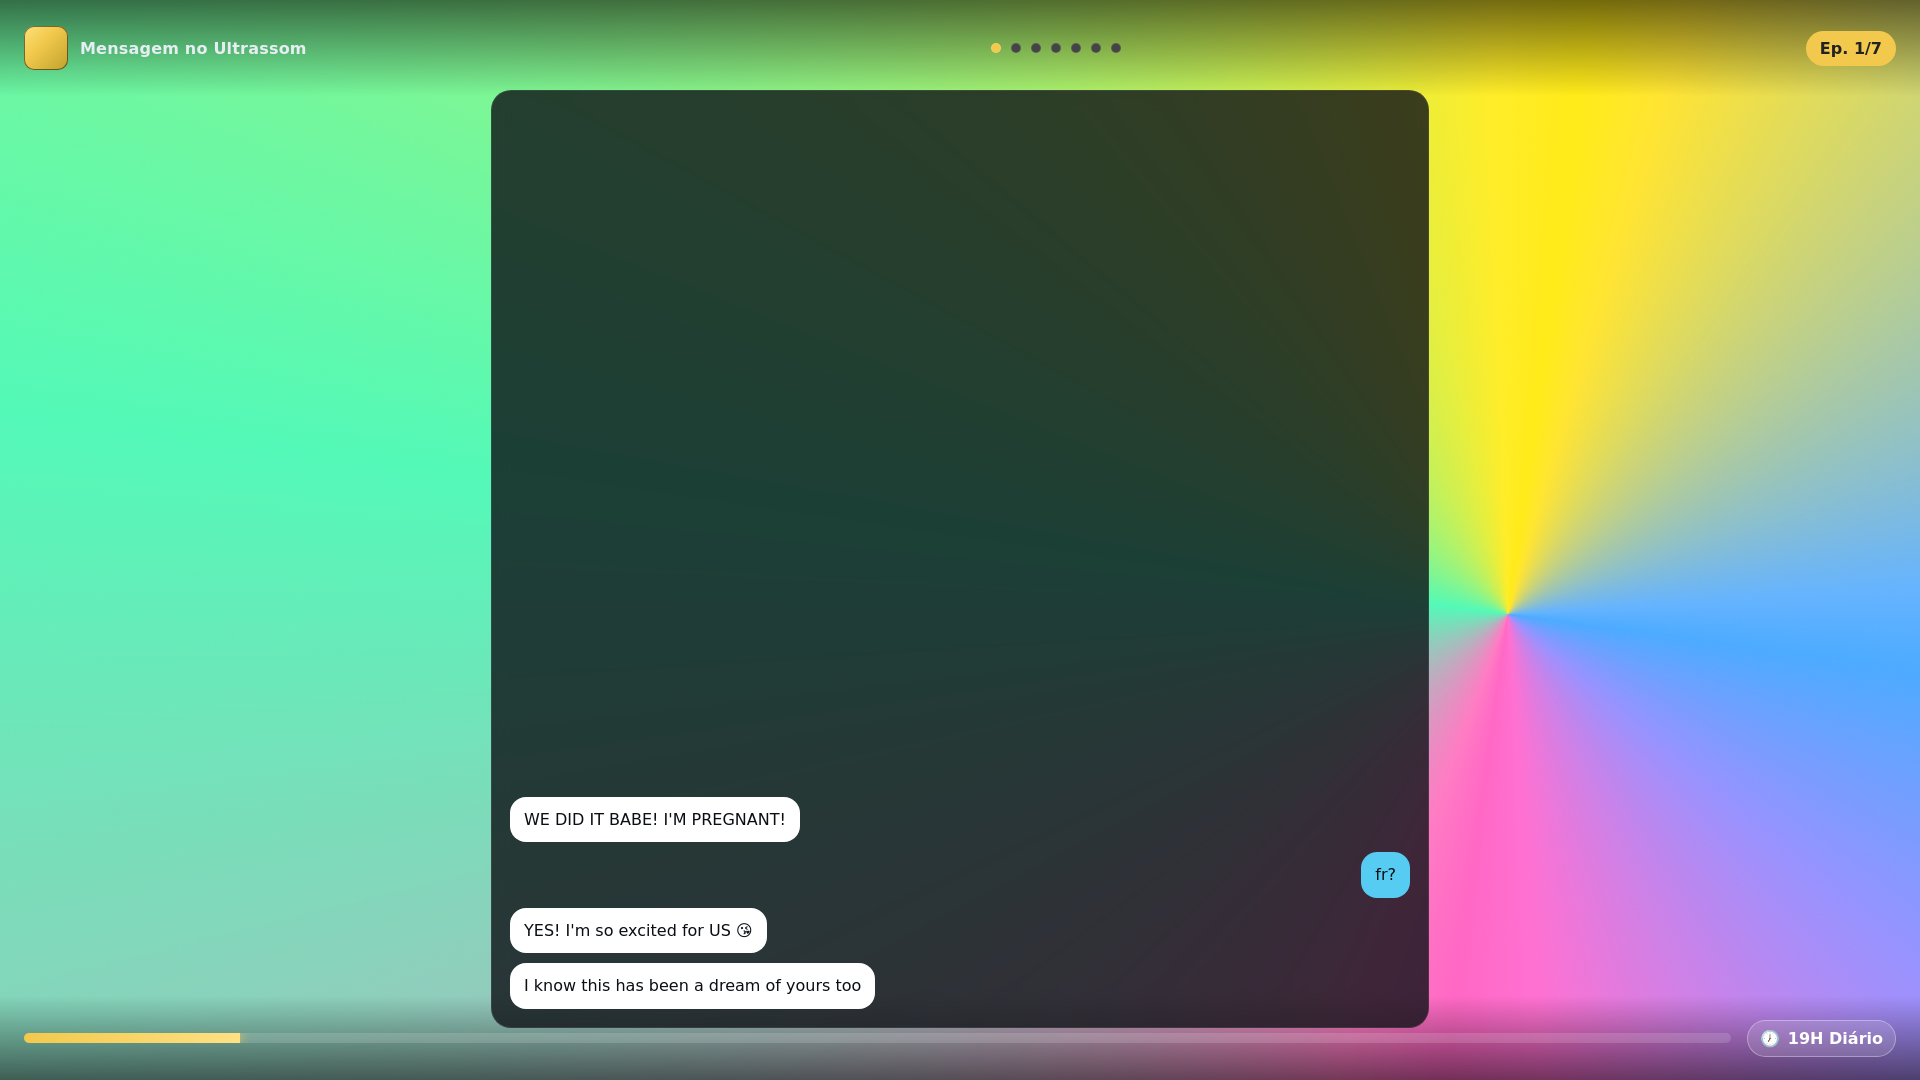 Mensagem no Ultrassom
Ep. 1/7
WE DID IT BABE! I'M PREGNANT!
fr?
YES! I'm so excited for US 😘
I know this has been a dream of yours too
🕖 19H Diário